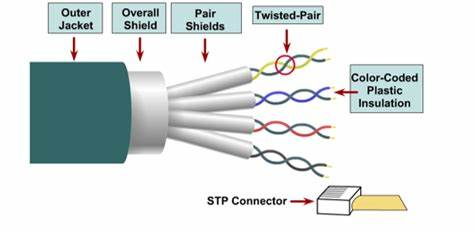 Outer
Jacket
Overall
Shield
Pair
Shields
Twisted-Pair
Color-Coded
Plastic
Insulation
STP Connector